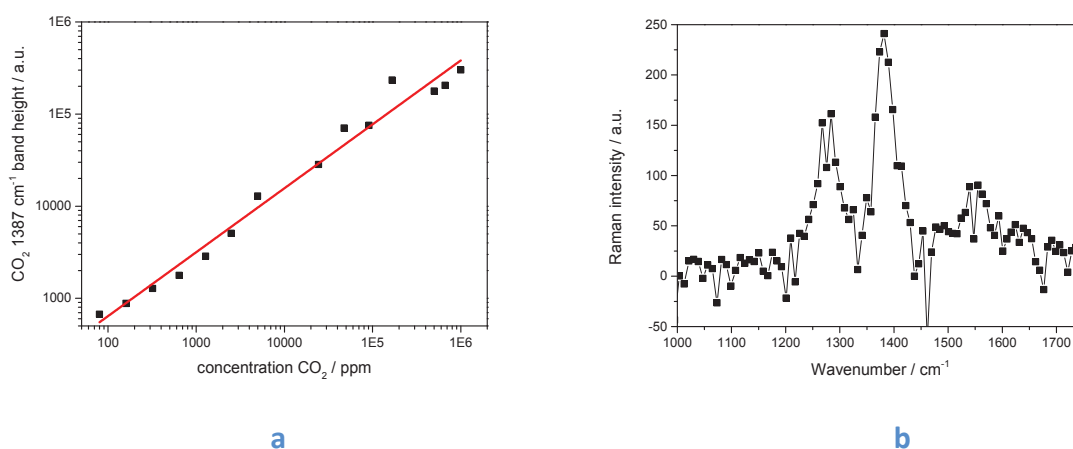 1E6
1E5
10000
1000
CO₂ 1387 cm⁻¹ band height / a.u.
100 1000 10000 1E5 1E6
concentration CO₂ / ppm
a
250
200
150
100
50
0
-50
Raman intensity / a.u.
1000 1100 1200 1300 1400 1500 1600 1700
Wavenumber / cm⁻¹
b